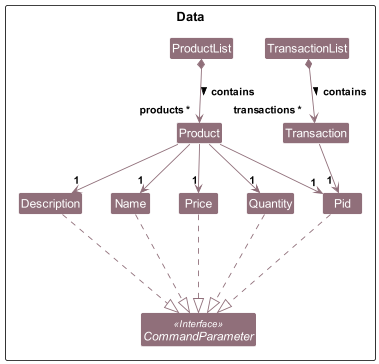 Data
ProductList
TransactionList
contains
contains
products *
transactions *
Product
Transaction
1
1
1
1
1
1
Description
Name
Price
Quantity
Pid
«Interface»
CommandParameter